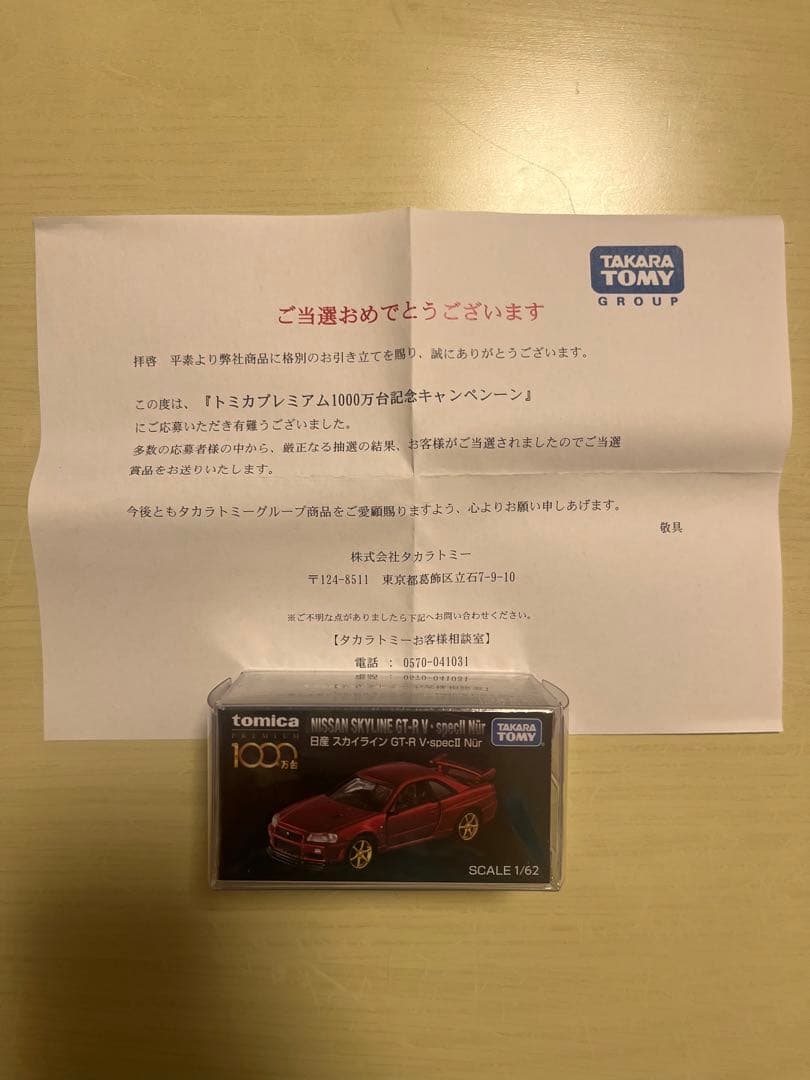 TAKARA
TOMY
GROUP
ご当選おめでとうございます
拝啓　平素より弊社商品に格別のお引き立てを賜り、誠にありがとうございます。
この度は、『トミカプレミアム1000万台記念キャンペンーン』
にご応募いただき有難うございました。
多数の応募者様の中から、厳正なる抽選の結果、お客様がご当選されましたのでご当選
賞品をお送りいたします。
今後ともタカラトミーグループ商品をご愛顧賜りますよう、心よりお願い申しあげます。
敬具
株式会社タカラトミー
〒124-8511　東京都葛飾区立石7-9-10
※ご不明な点がありましたら下記へお問い合わせください。
【タカラトミーお客様相談室】
電話 : 0570-041031
tomica
PREMIUM
1000万台
NISSAN SKYLINE GT-R V・specII Nür
日産 スカイライン GT-R V・specII Nür
TAKARA
TOMY
SCALE 1/62